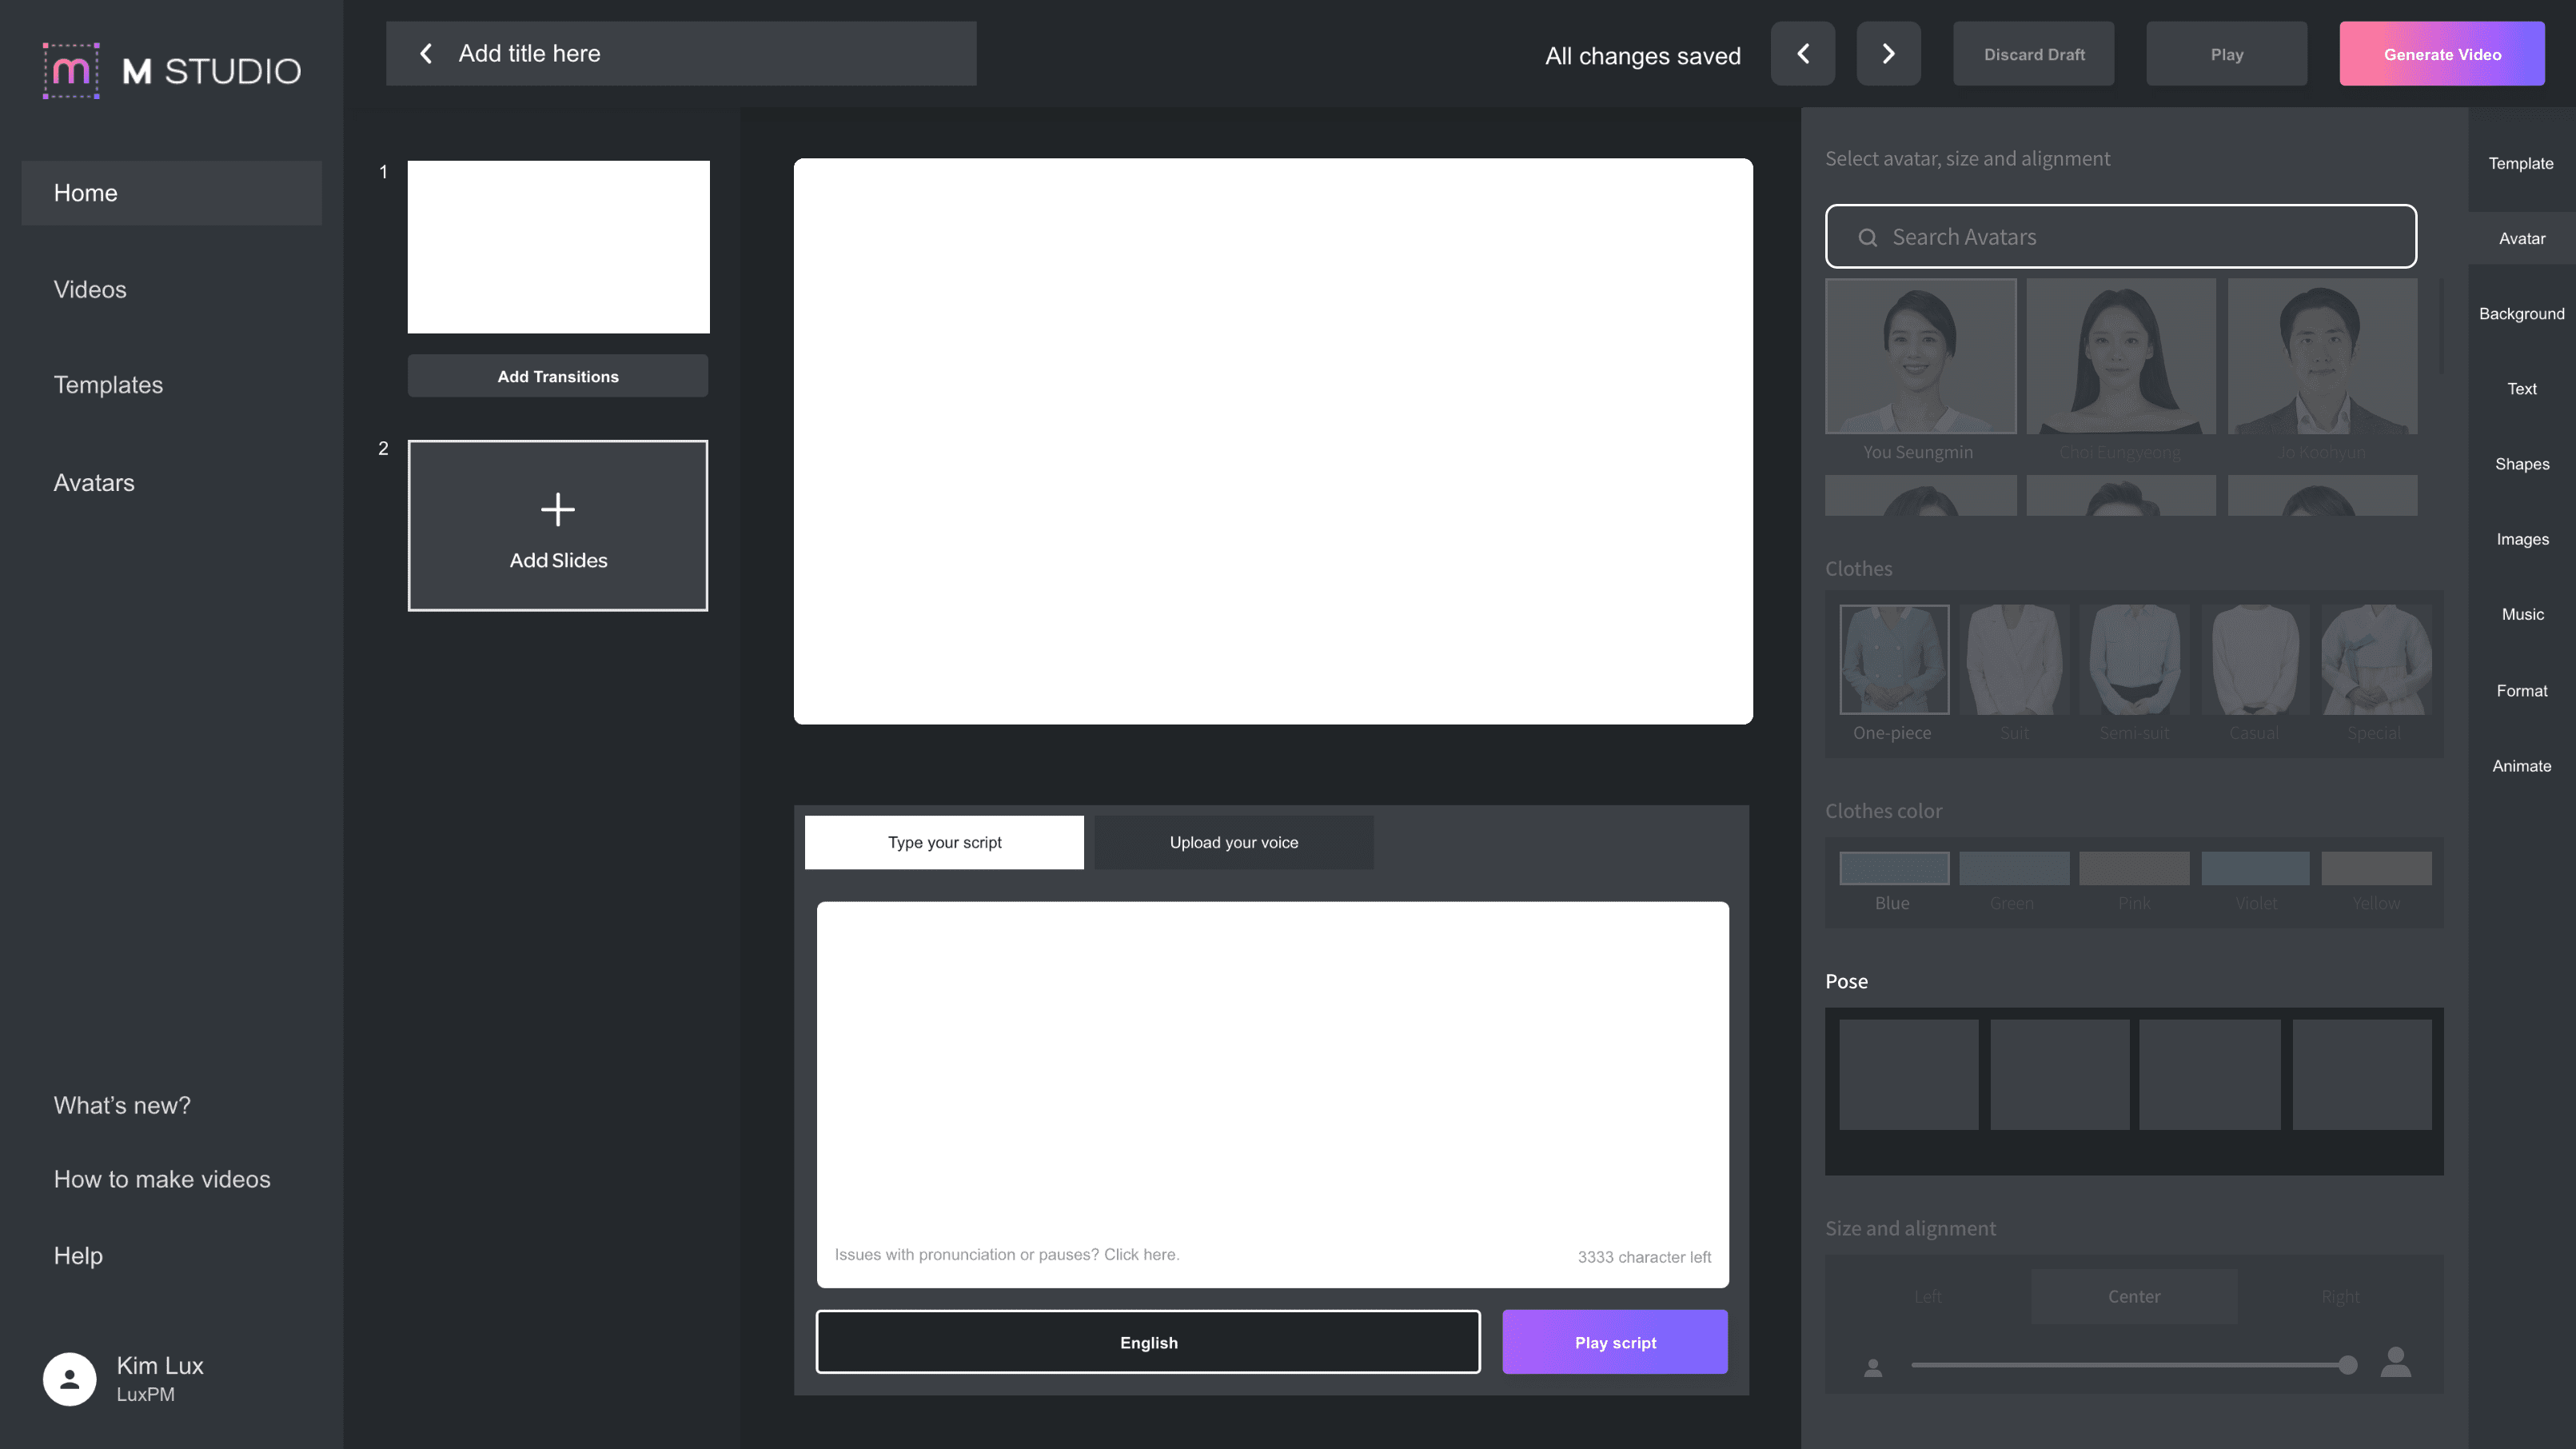 m M STUDIO
Add title here
All changes saved
Discard Draft
Play
Generate Video
Home
Videos
Templates
Avatars
What’s new?
How to make videos
Help
Kim Lux
LuxPM
1
Add Transitions
2
Add Slides
Type your script
Upload your voice
Issues with pronunciation or pauses? Click here.
3333 character left
English
Play script
Select avatar, size and alignment
Search Avatars
You Seungmin
Choi Eungyeong
Jo Koohyun
Clothes
One-piece
Suit
Semi-suit
Casual
Special
Clothes color
Blue
Green
Pink
Violet
Yellow
Pose
Size and alignment
Left
Center
Right
Template
Avatar
Background
Text
Shapes
Images
Music
Format
Animate